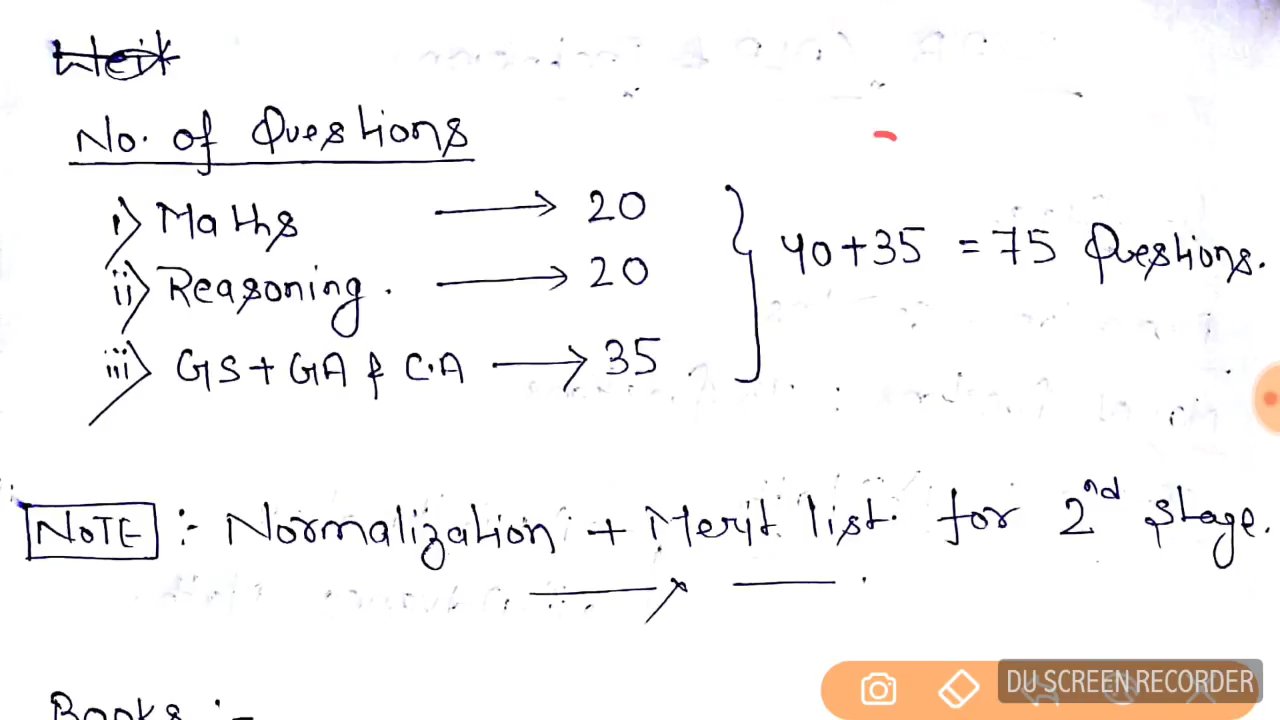 No. of Questions
i) Maths → 20
ii) Reasoning. → 20
iii) GS + GA & C.A → 35
} 40 + 35 = 75 Questions.
NOTE :- Normalization + Merit list for 2nd stage.
Books :-
DU SCREEN RECORDER